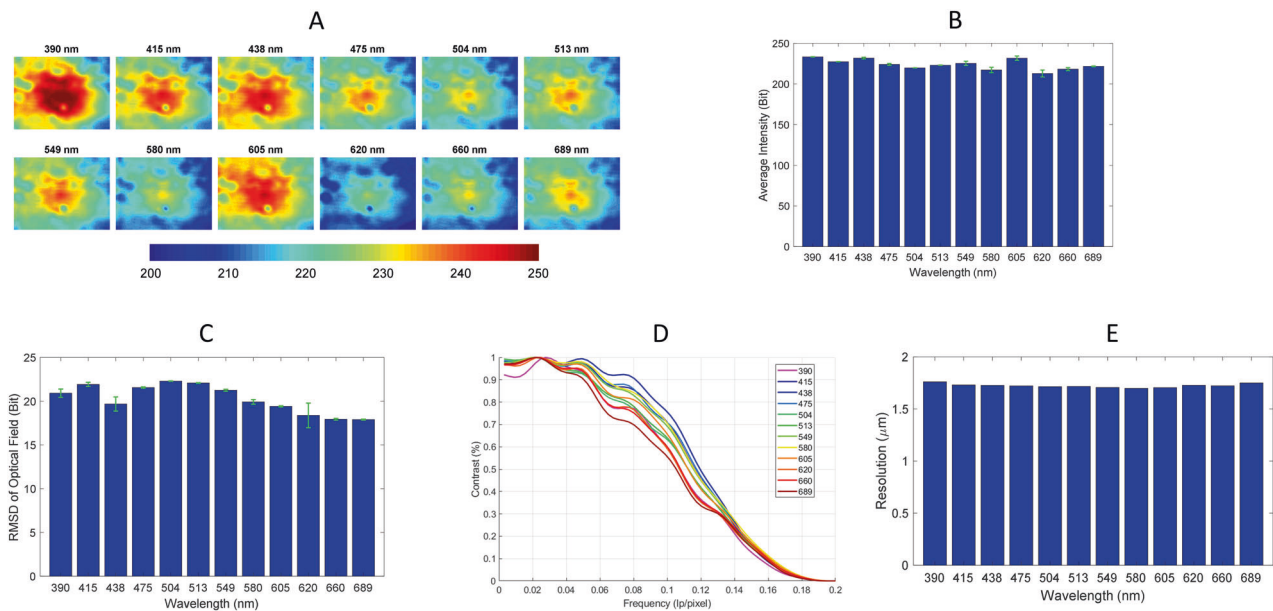 A
390 nm 415 nm 438 nm 475 nm 504 nm 513 nm
549 nm 580 nm 605 nm 620 nm 660 nm 689 nm
200 210 220 230 240 250
B
Average Intensity (Bit)
250
200
150
100
50
0
390 415 438 475 504 513 549 580 605 620 660 689
Wavelength (nm)
C
RMSD of Optical Field (Bit)
25
20
15
10
5
0
390 415 438 475 504 513 549 580 605 620 660 689
Wavelength (nm)
D
Contrast (%)
1
0.9
0.8
0.7
0.6
0.5
0.4
0.3
0.2
0.1
0
0 0.02 0.04 0.06 0.08 0.1 0.12 0.14 0.16 0.18 0.2
Frequency (lp/pixel)
390
415
438
475
504
513
549
580
605
620
660
689
E
Resolution (μm)
2
1.5
1
0.5
0
390 415 438 475 504 513 549 580 605 620 660 689
Wavelength (nm)